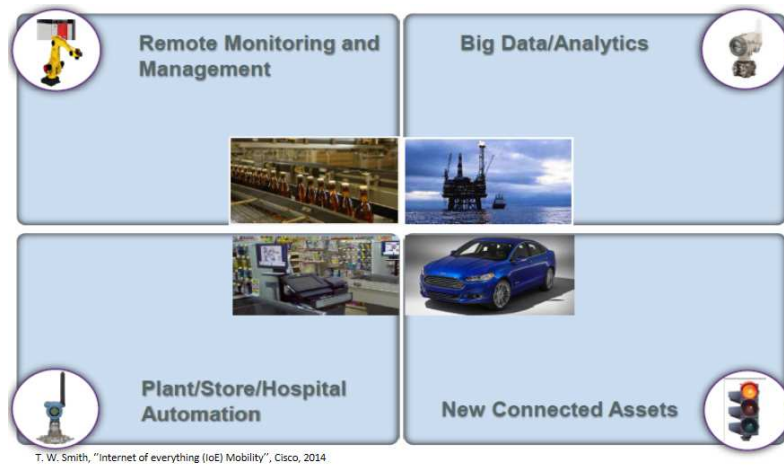 Remote Monitoring and
Management
Big Data/Analytics
Plant/Store/Hospital
Automation
New Connected Assets
T. W. Smith, "Internet of everything (IoE) Mobility", Cisco, 2014